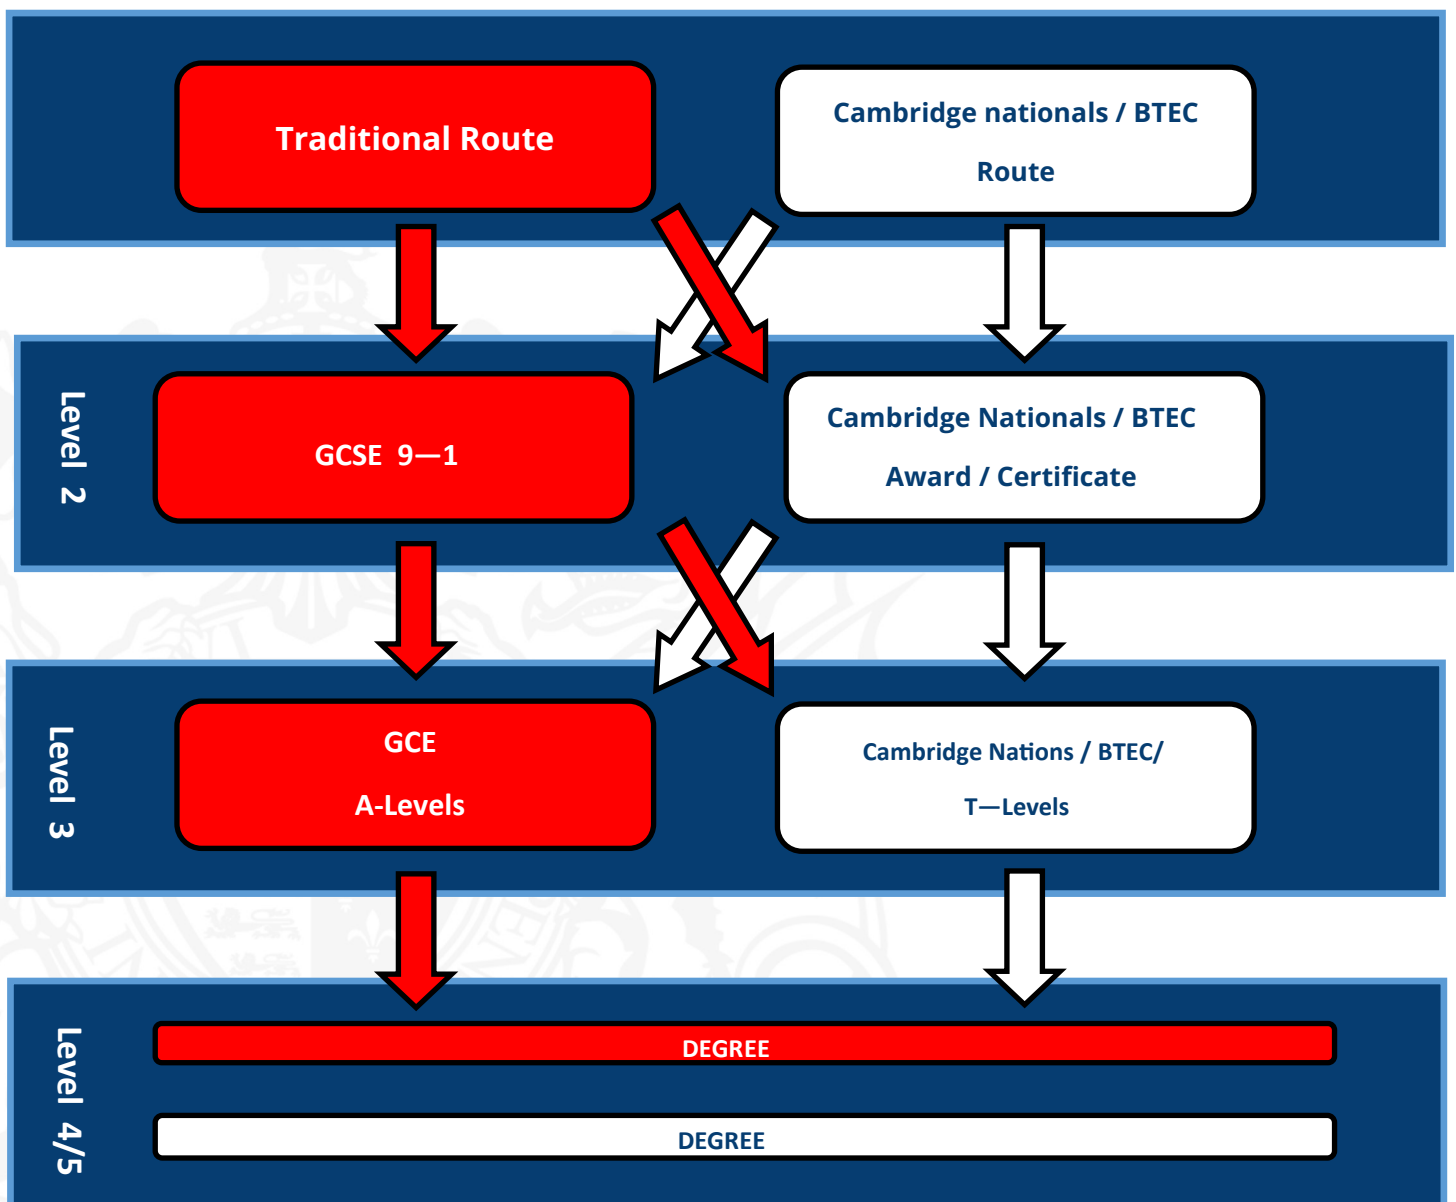 Traditional Route
Cambridge nationals / BTEC
Route
Level 2
GCSE 9—1
Cambridge Nationals / BTEC
Award / Certificate
Level 3
GCE
A-Levels
Cambridge Nations / BTEC/
T—Levels
Level 4/5
DEGREE
DEGREE